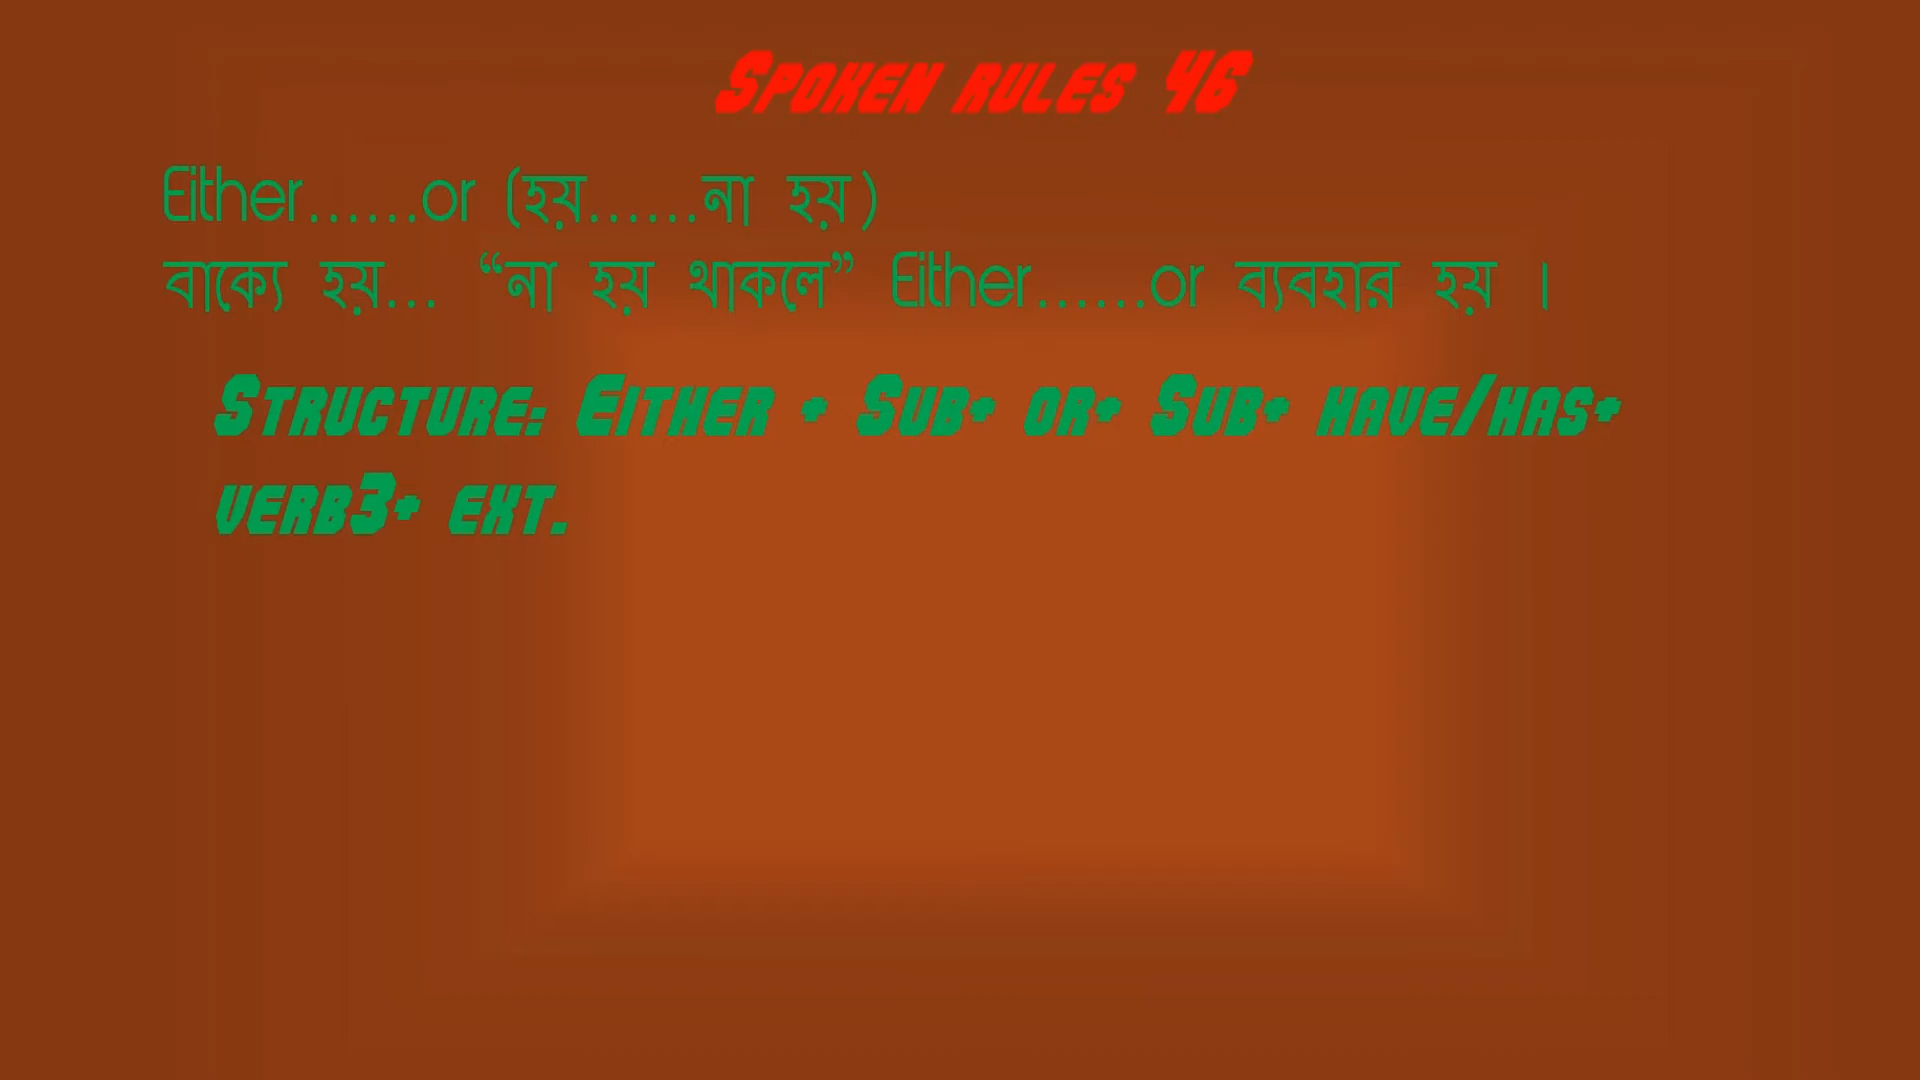 Spoken rules 46
Either......or (হয়......না হয়)
বাক্যে হয়... “না হয় থাকলে” Either......or ব্যবহার হয় ।
Structure: Either + Sub+ or+ Sub+ have/has+
verb3+ ext.